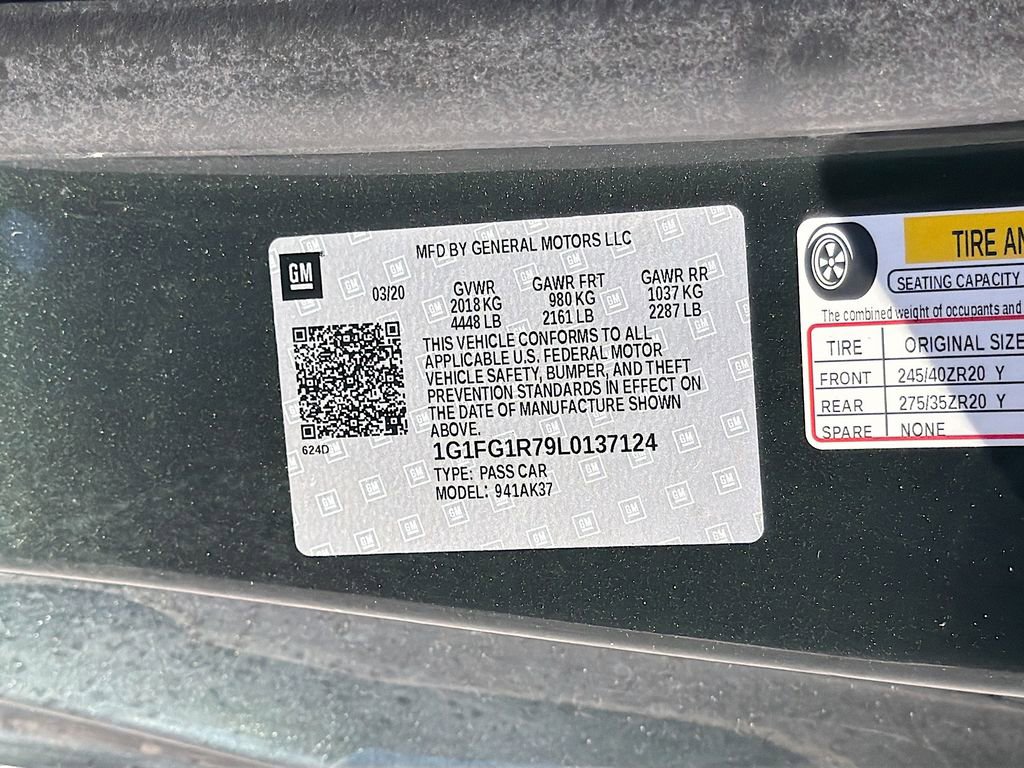 MFD BY GENERAL MOTORS LLC
GM
03/20
GVWR GAWR FRT GAWR RR
2018 KG 980 KG 1037 KG
4448 LB 2161 LB 2287 LB
THIS VEHICLE CONFORMS TO ALL
APPLICABLE U.S. FEDERAL MOTOR
VEHICLE SAFETY, BUMPER, AND THEFT
PREVENTION STANDARDS IN EFFECT ON
THE DATE OF MANUFACTURE SHOWN
ABOVE.
624D
1G1FG1R79L0137124
TYPE: PASS CAR
MODEL: 941AK37
TIRE AN
SEATING CAPACITY
The combined weight of occupants and
TIRE ORIGINAL SIZE
FRONT 245/40ZR20 Y
REAR 275/35ZR20 Y
SPARE NONE